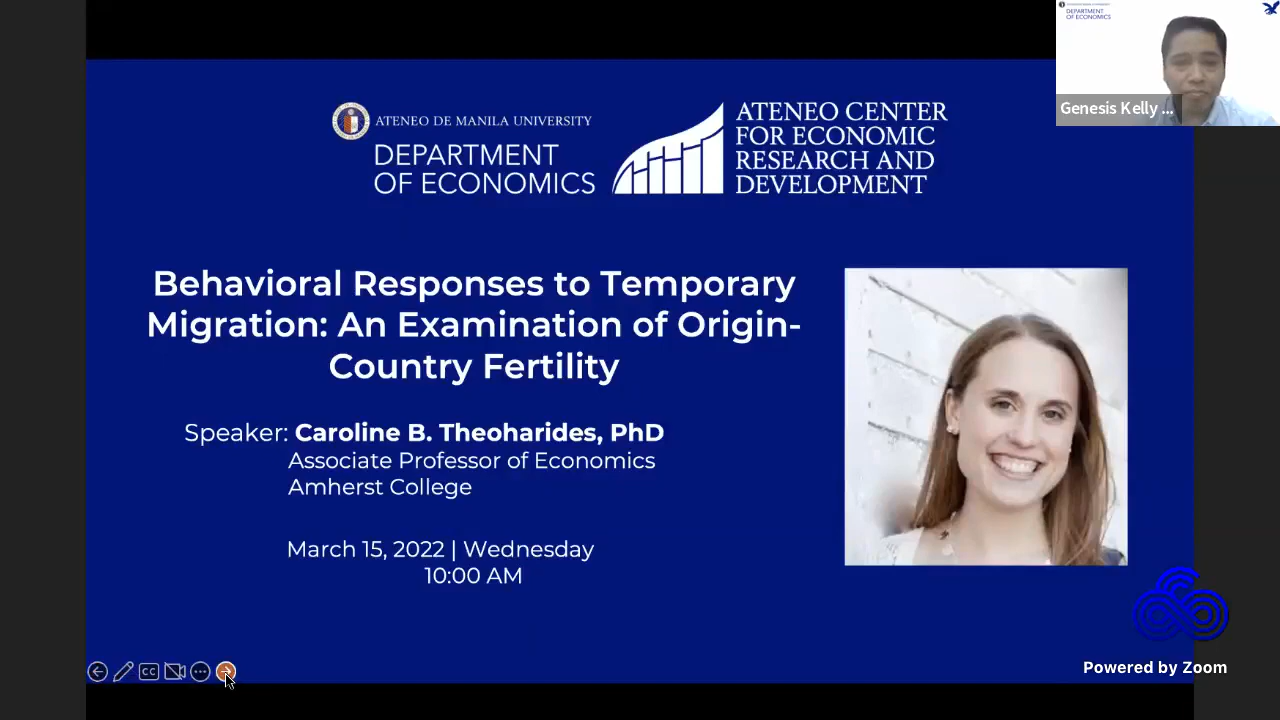 DEPARTMENT
OF ECONOMICS
Genesis Kelly ...
ATENEO DE MANILA UNIVERSITY
DEPARTMENT
OF ECONOMICS
ATENEO CENTER
FOR ECONOMIC
RESEARCH AND
DEVELOPMENT
Behavioral Responses to Temporary
Migration: An Examination of Origin-
Country Fertility
Speaker: Caroline B. Theoharides, PhD
Associate Professor of Economics
Amherst College
March 15, 2022 | Wednesday
10:00 AM
CC
Powered by Zoom